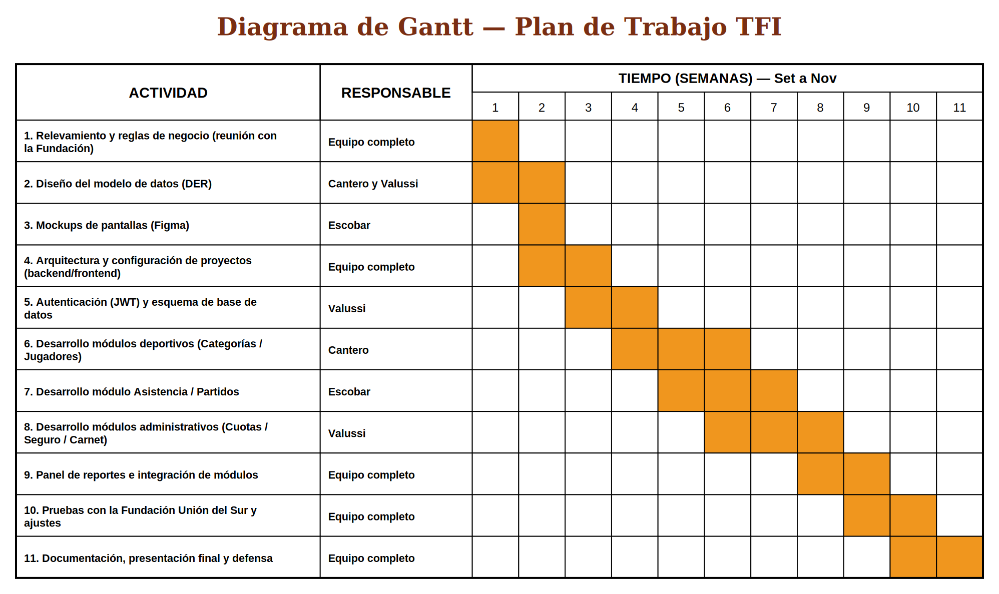 Diagrama de Gantt — Plan de Trabajo TFI
ACTIVIDAD
RESPONSABLE
TIEMPO (SEMANAS) — Set a Nov
1 2 3 4 5 6 7 8 9 10 11
1. Relevamiento y reglas de negocio (reunión con
la Fundación)
Equipo completo
2. Diseño del modelo de datos (DER)
Cantero y Valussi
3. Mockups de pantallas (Figma)
Escobar
4. Arquitectura y configuración de proyectos
(backend/frontend)
Equipo completo
5. Autenticación (JWT) y esquema de base de
datos
Valussi
6. Desarrollo módulos deportivos (Categorías /
Jugadores)
Cantero
7. Desarrollo módulo Asistencia / Partidos
Escobar
8. Desarrollo módulos administrativos (Cuotas /
Seguro / Carnet)
Valussi
9. Panel de reportes e integración de módulos
Equipo completo
10. Pruebas con la Fundación Unión del Sur y
ajustes
Equipo completo
11. Documentación, presentación final y defensa
Equipo completo